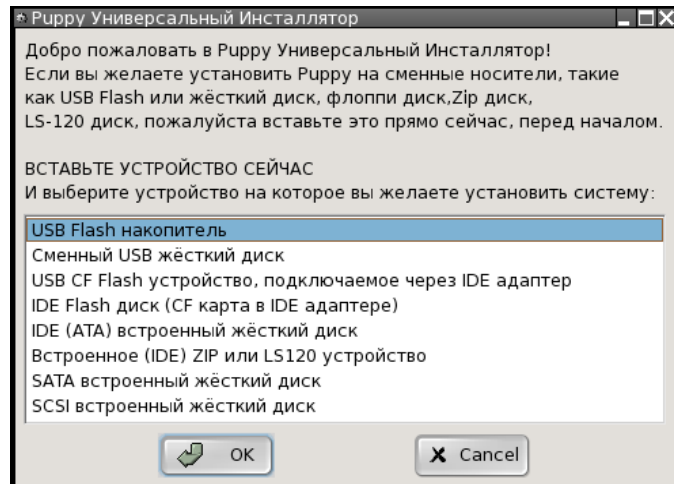 Puppy Универсальный Инсталлятор
Добро пожаловать в Puppy Универсальный Инсталлятор!
Если вы желаете установить Puppy на сменные носители, такие
как USB Flash или жёсткий диск, флоппи диск,Zip диск,
LS-120 диск, пожалуйста вставьте это прямо сейчас, перед началом.
ВСТАВЬТЕ УСТРОЙСТВО СЕЙЧАС
И выберите устройство на которое вы желаете установить систему:
USB Flash накопитель
Сменный USB жёсткий диск
USB CF Flash устройство, подключаемое через IDE адаптер
IDE Flash диск (CF карта в IDE адаптере)
IDE (ATA) встроенный жёсткий диск
Встроенное (IDE) ZIP или LS120 устройство
SATA встроенный жёсткий диск
SCSI встроенный жёсткий диск
OK
Cancel